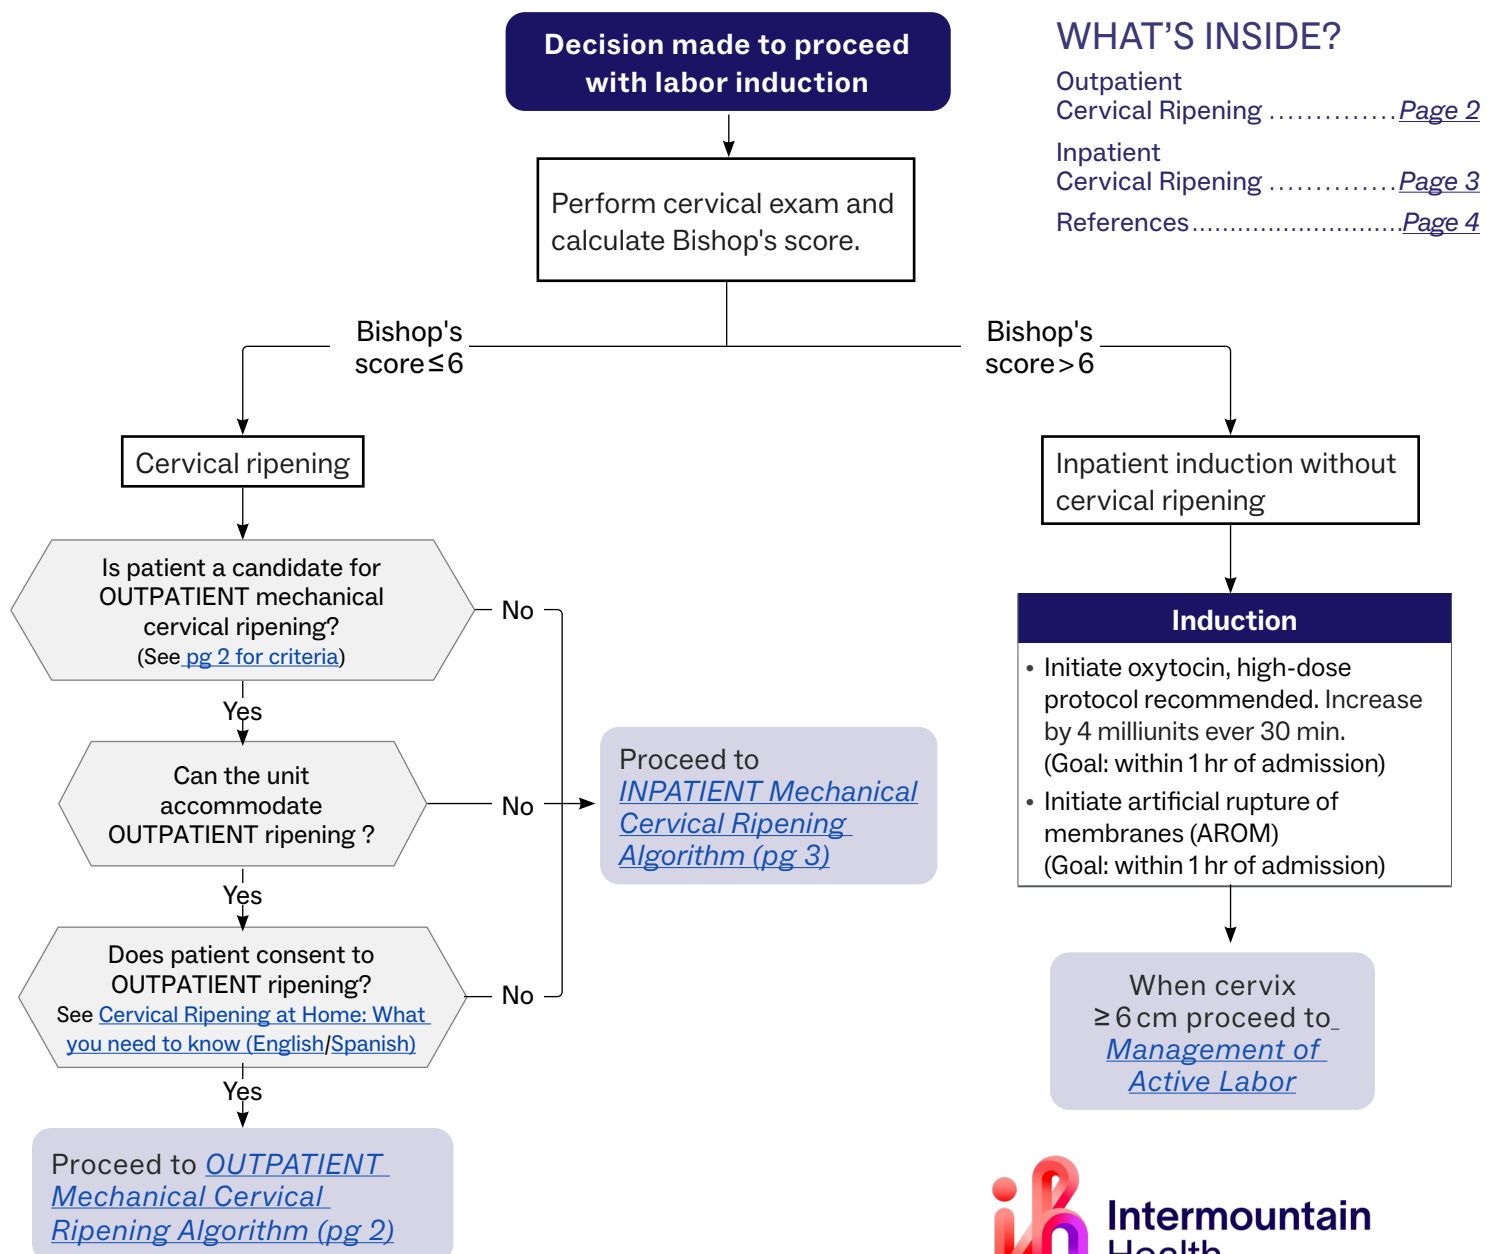 Decision made to proceed
with labor induction
WHAT'S INSIDE?
Outpatient
Cervical Ripening .............. Page 2
Inpatient
Cervical Ripening .............. Page 3
References ............................ Page 4
Perform cervical exam and
calculate Bishop's score.
Bishop's
score ≤ 6
Bishop's
score > 6
Cervical ripening
Inpatient induction without
cervical ripening
Is patient a candidate for
OUTPATIENT mechanical
cervical ripening?
(See pg 2 for criteria)
No
Yes
Can the unit
accommodate
OUTPATIENT ripening ?
No
Yes
Does patient consent to
OUTPATIENT ripening?
See Cervical Ripening at Home: What
you need to know (English/Spanish)
No
Yes
Proceed to OUTPATIENT
Mechanical Cervical
Ripening Algorithm (pg 2)
Proceed to
INPATIENT Mechanical
Cervical Ripening
Algorithm (pg 3)
Induction
• Initiate oxytocin, high-dose
protocol recommended. Increase
by 4 milliunits ever 30 min.
(Goal: within 1 hr of admission)
• Initiate artificial rupture of
membranes (AROM)
(Goal: within 1 hr of admission)
When cervix
≥ 6 cm proceed to
Management of
Active Labor
Intermountain
Health